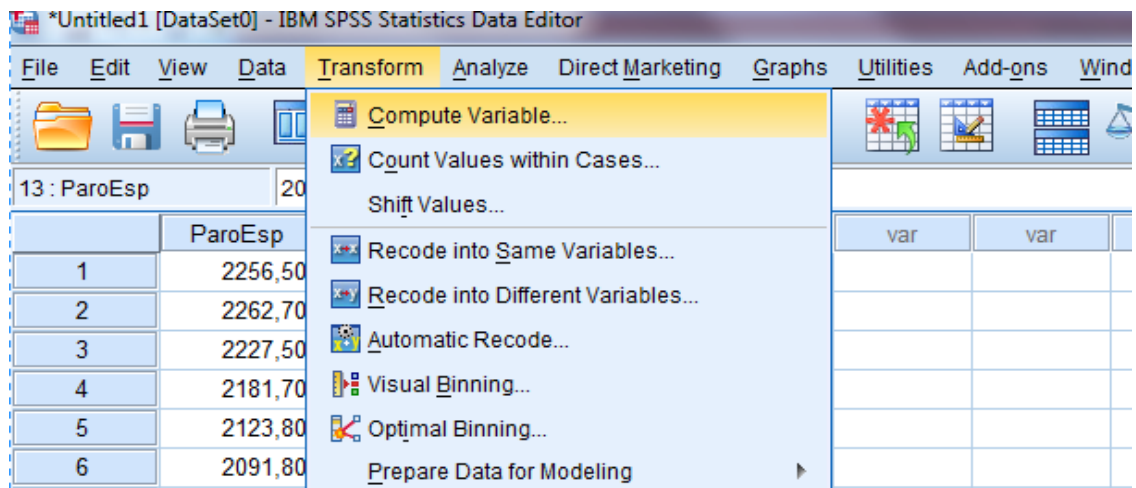 *Untitled1 [DataSet0] - IBM SPSS Statistics Data Editor
File Edit View Data Transform Analyze Direct Marketing Graphs Utilities Add-ons Wind
Compute Variable...
Count Values within Cases...
13 : ParoEsp 20
Shift Values...
ParoEsp var var
Recode into Same Variables...
1 2256,50
Recode into Different Variables...
2 2262,70
Automatic Recode...
3 2227,50
Visual Binning...
4 2181,70
Optimal Binning...
5 2123,80
Prepare Data for Modeling
6 2091,80